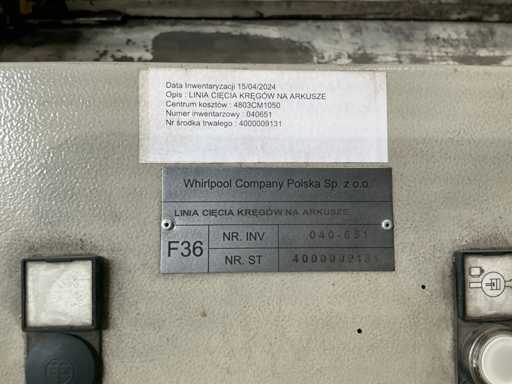 Data Inwentaryzacji 15/04/2024
Opis : LINIA CIĘCIA KRĘGÓW NA ARKUSZE
Centrum kosztów : 4803CM1050
Numer inwentarzowy : 040651
Nr środka trwałego : 4000009131
Whirlpool Company Polska Sp. z o.o.
LINIA CIĘCIA KRĘGÓW NA ARKUSZE
F36
NR. INV
040-651
NR. ST
4000009131